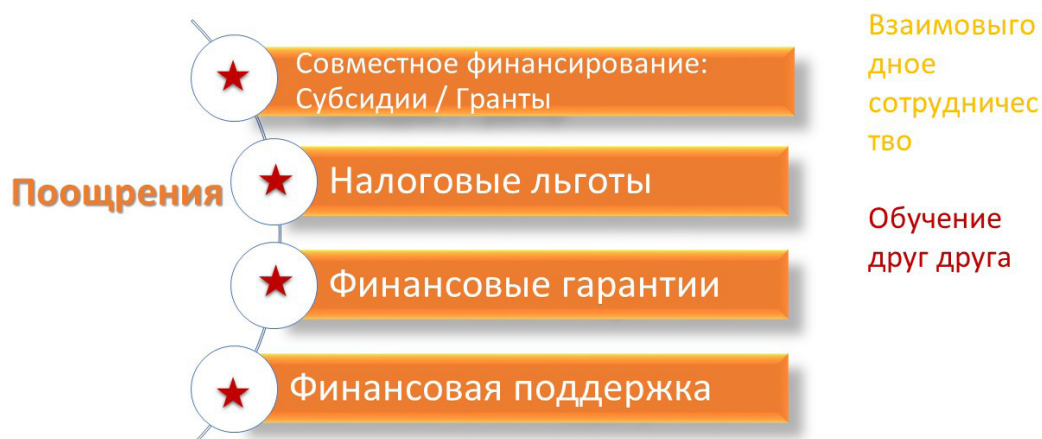 Поощрения
Совместное финансирование:
Субсидии / Гранты
Налоговые льготы
Финансовые гарантии
Финансовая поддержка
Взаимовыго
дное
сотрудничес
тво
Обучение
друг друга